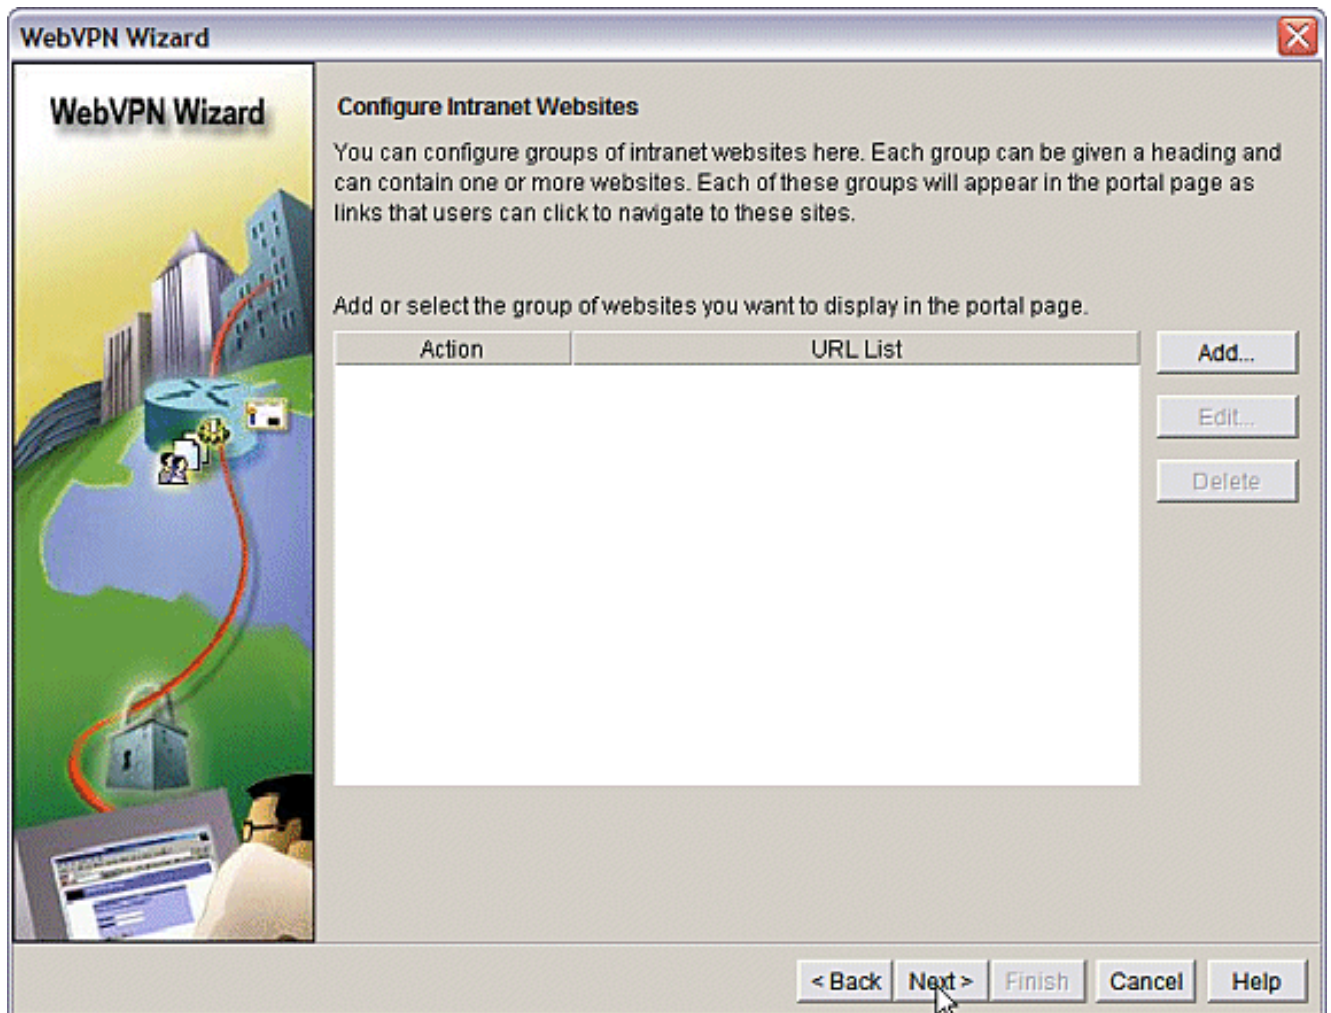 WebVPN Wizard
WebVPN Wizard
Configure Intranet Websites
You can configure groups of intranet websites here. Each group can be given a heading and
can contain one or more websites. Each of these groups will appear in the portal page as
links that users can click to navigate to these sites.
Add or select the group of websites you want to display in the portal page.
Action URL List
Add...
Edit...
Delete
< Back Next > Finish Cancel Help